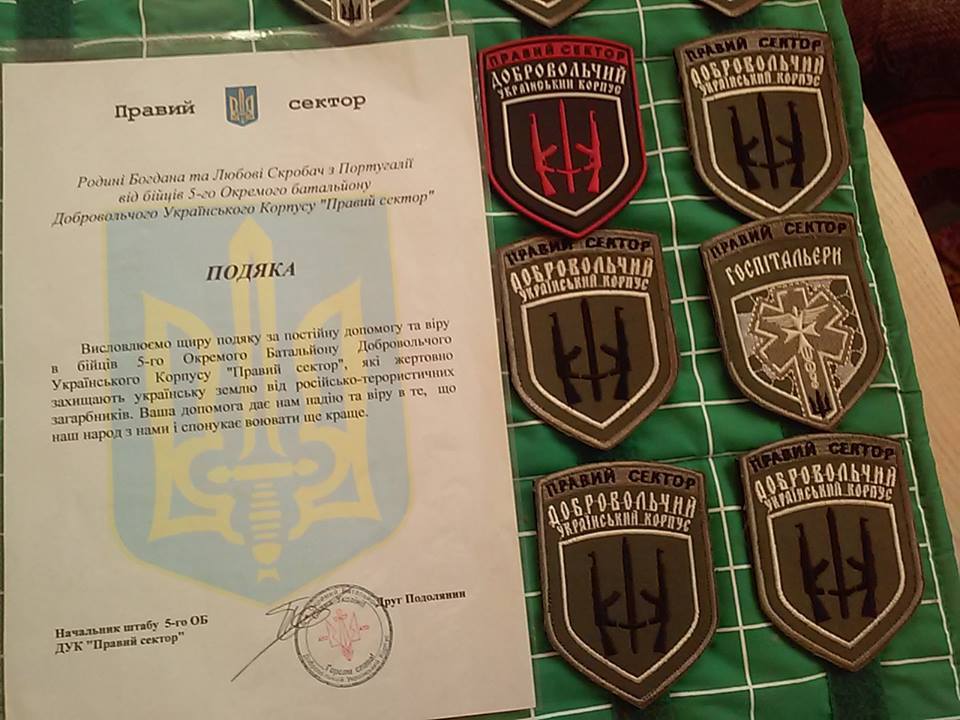 Правий сектор
Родині Богдана та Любові Скробач з Португалії
від бійців 5-го Окремого батальйону
Добровольчого Українського Корпусу "Правий сектор"
ПОДЯКА
Висловлюємо щиру подяку за постійну допомогу та віру
в бійців 5-го Окремого Батальйону Добровольчого
Українського Корпусу "Правий сектор", які жертовно
захищають українську землю від російсько-терористичних
загарбників. Ваша допомога дає нам надію та віру в те, що
наш народ з нами і спонукає воювати ще краще.
Друг Подолянин
Начальник штабу 5-го ОБ
ДУК "Правий сектор"
ПРАВИЙ СЕКТОР
ДОБРОВОЛЬЧИЙ
УКРАЇНСЬКИЙ КОРПУС
ПРАВИЙ СЕКТОР
ДОБРОВОЛЬЧИЙ
УКРАЇНСЬКИЙ КОРПУС
ПРАВИЙ СЕКТОР
ДОБРОВОЛЬЧИЙ
УКРАЇНСЬКИЙ КОРПУС
ПРАВИЙ СЕКТОР
ГОСПІТАЛЬЄРИ
ПРАВИЙ СЕКТОР
ДОБРОВОЛЬЧИЙ
УКРАЇНСЬКИЙ КОРПУС
ПРАВИЙ СЕКТОР
ДОБРОВОЛЬЧИЙ
УКРАЇНСЬКИЙ КОРПУС